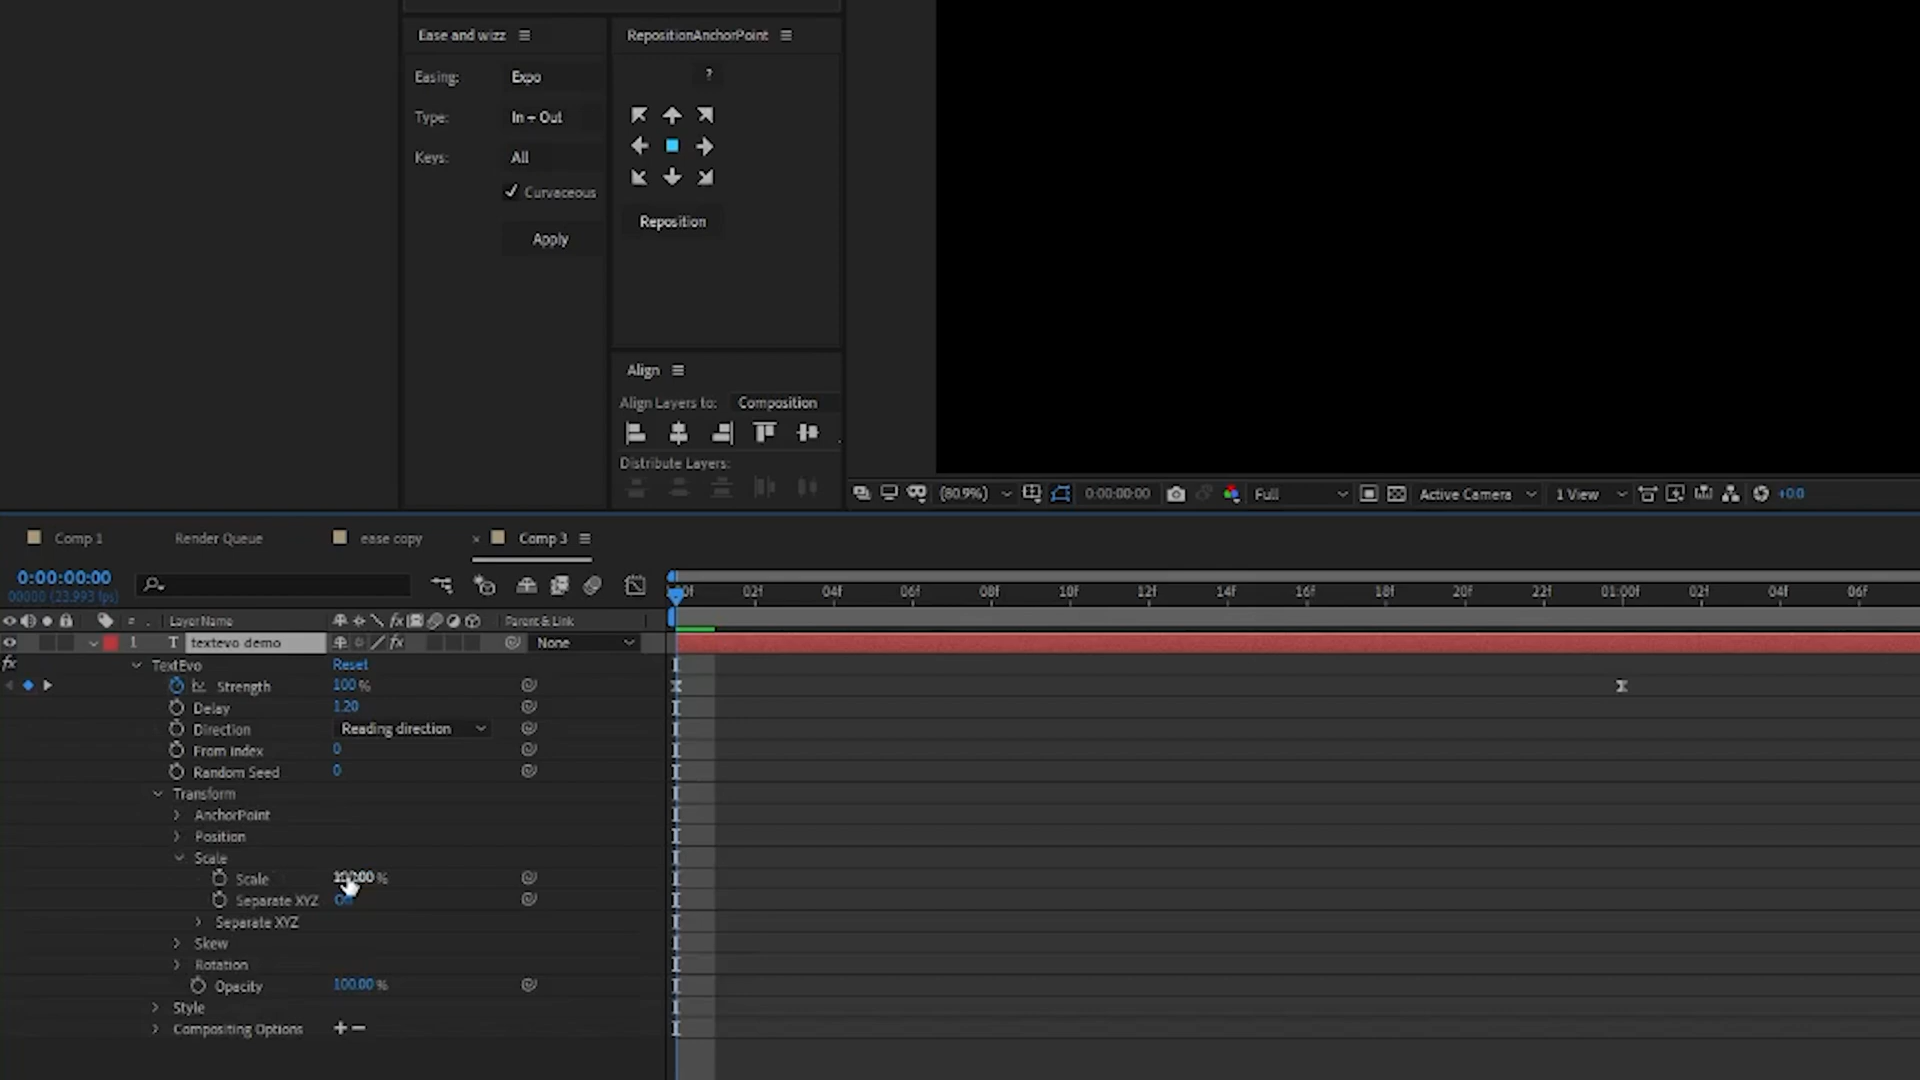 Ease and wizz
Easing: Expo
Type: In + Out
Keys: All
Curvaceous
Apply
RepositionAnchorPoint
?
Reposition
Align
Align Layers to: Composition
Distribute Layers:
(80.9%) 0:00:00:00 Full Active Camera 1 View +0.0
Comp 1 Render Queue ease copy × Comp 3
0:00:00:00
00000 (23.993 fps)
02f 04f 06f 08f 10f 12f 14f 16f 18f 20f 22f 01:00f 02f 04f 06f
# Layer Name fx Parent & Link
1 T textevo demo fx None
fx TextEvo Reset
Strength 100 %
Delay 1.20
Direction Reading direction
From index 0
Random Seed 0
Transform
AnchorPoint
Position
Scale
Scale 100.00 %
Separate XYZ
Separate XYZ
Skew
Rotation
Opacity 100.00 %
Style
Compositing Options + −